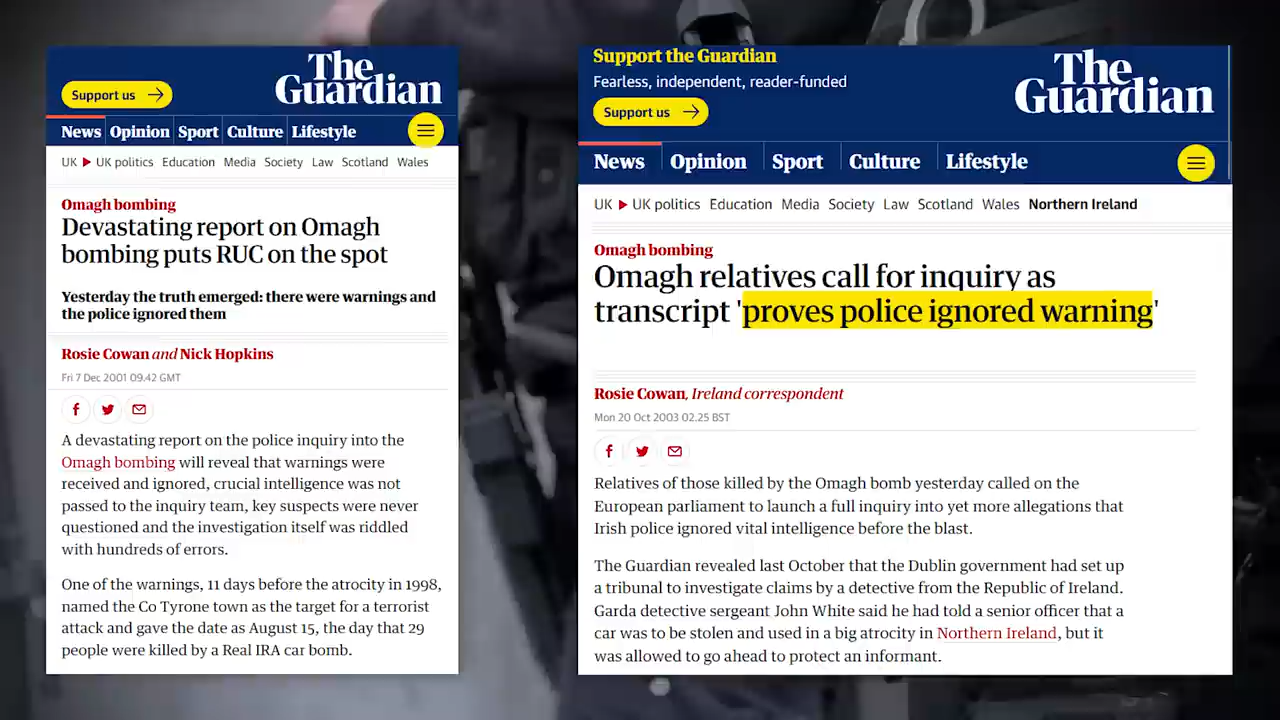 The
Guardian
Support us
News Opinion Sport Culture Lifestyle
UK UK politics Education Media Society Law Scotland Wales
Omagh bombing
Devastating report on Omagh
bombing puts RUC on the spot
Yesterday the truth emerged: there were warnings and
the police ignored them
Rosie Cowan and Nick Hopkins
Fri 7 Dec 2001 09.42 GMT
A devastating report on the police inquiry into the
Omagh bombing will reveal that warnings were
received and ignored, crucial intelligence was not
passed to the inquiry team, key suspects were never
questioned and the investigation itself was riddled
with hundreds of errors.
One of the warnings, 11 days before the atrocity in 1998,
named the Co Tyrone town as the target for a terrorist
attack and gave the date as August 15, the day that 29
people were killed by a Real IRA car bomb.
Support the Guardian
Fearless, independent, reader-funded
Support us
The
Guardian
News Opinion Sport Culture Lifestyle
UK UK politics Education Media Society Law Scotland Wales Northern Ireland
Omagh bombing
Omagh relatives call for inquiry as
transcript 'proves police ignored warning'
Rosie Cowan, Ireland correspondent
Mon 20 Oct 2003 02.25 BST
Relatives of those killed by the Omagh bomb yesterday called on the
European parliament to launch a full inquiry into yet more allegations that
Irish police ignored vital intelligence before the blast.
The Guardian revealed last October that the Dublin government had set up
a tribunal to investigate claims by a detective from the Republic of Ireland.
Garda detective sergeant John White said he had told a senior officer that a
car was to be stolen and used in a big atrocity in Northern Ireland, but it
was allowed to go ahead to protect an informant.